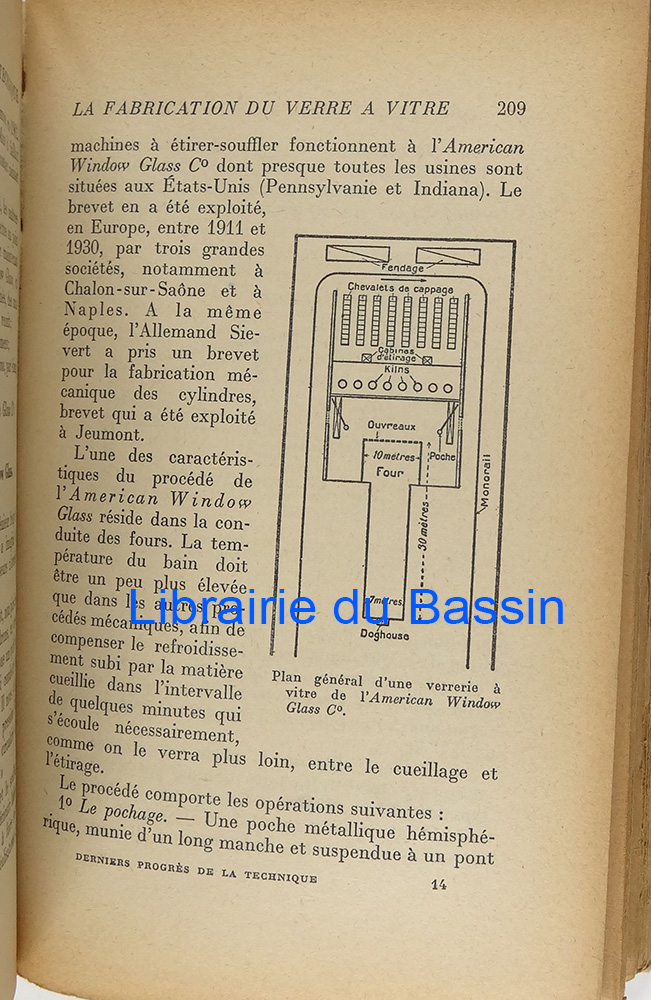 LA FABRICATION DU VERRE A VITRE 209
machines à étirer-souffler fonctionnent à l'American
Window Glass Cº dont presque toutes les usines sont
situées aux États-Unis (Pennsylvanie et Indiana). Le
brevet en a été exploité,
en Europe, entre 1911 et
1930, par trois grandes
sociétés, notamment à
Chalon-sur-Saône et à
Naples. A la même
époque, l'Allemand Sie-
vert a pris un brevet
pour la fabrication mé-
canique des cylindres,
brevet qui a été exploité
à Jeumont.
L'une des caractéris-
tiques du procédé de
l'American Window
Glass réside dans la con-
duite des fours. La tem-
pérature du bain doit
être un peu plus élevée
que dans les autres pro-
cédés mécaniques, afin de
compenser le refroidisse-
ment subi par la matière
cueillie dans l'intervalle
de quelques minutes qui
s'écoule nécessairement,
comme on le verra plus loin, entre le cueillage et
l'étirage.
Le procédé comporte les opérations suivantes :
1º Le pochage. — Une poche métallique hémisphé-
rique, munie d'un long manche et suspendue à un pont
DERNIERS PROGRÈS DE LA TECHNIQUE 14
Fendage
Chevalets de cappage
Cabines
d'étirage
Kilns
Ouvreaux
10 mètres
Poche
Four
Monorail
30 mètres
7 mètres
Doghouse
Plan général d'une verrerie à
vitre de l'American Window
Glass Cº.
Librairie du Bassin